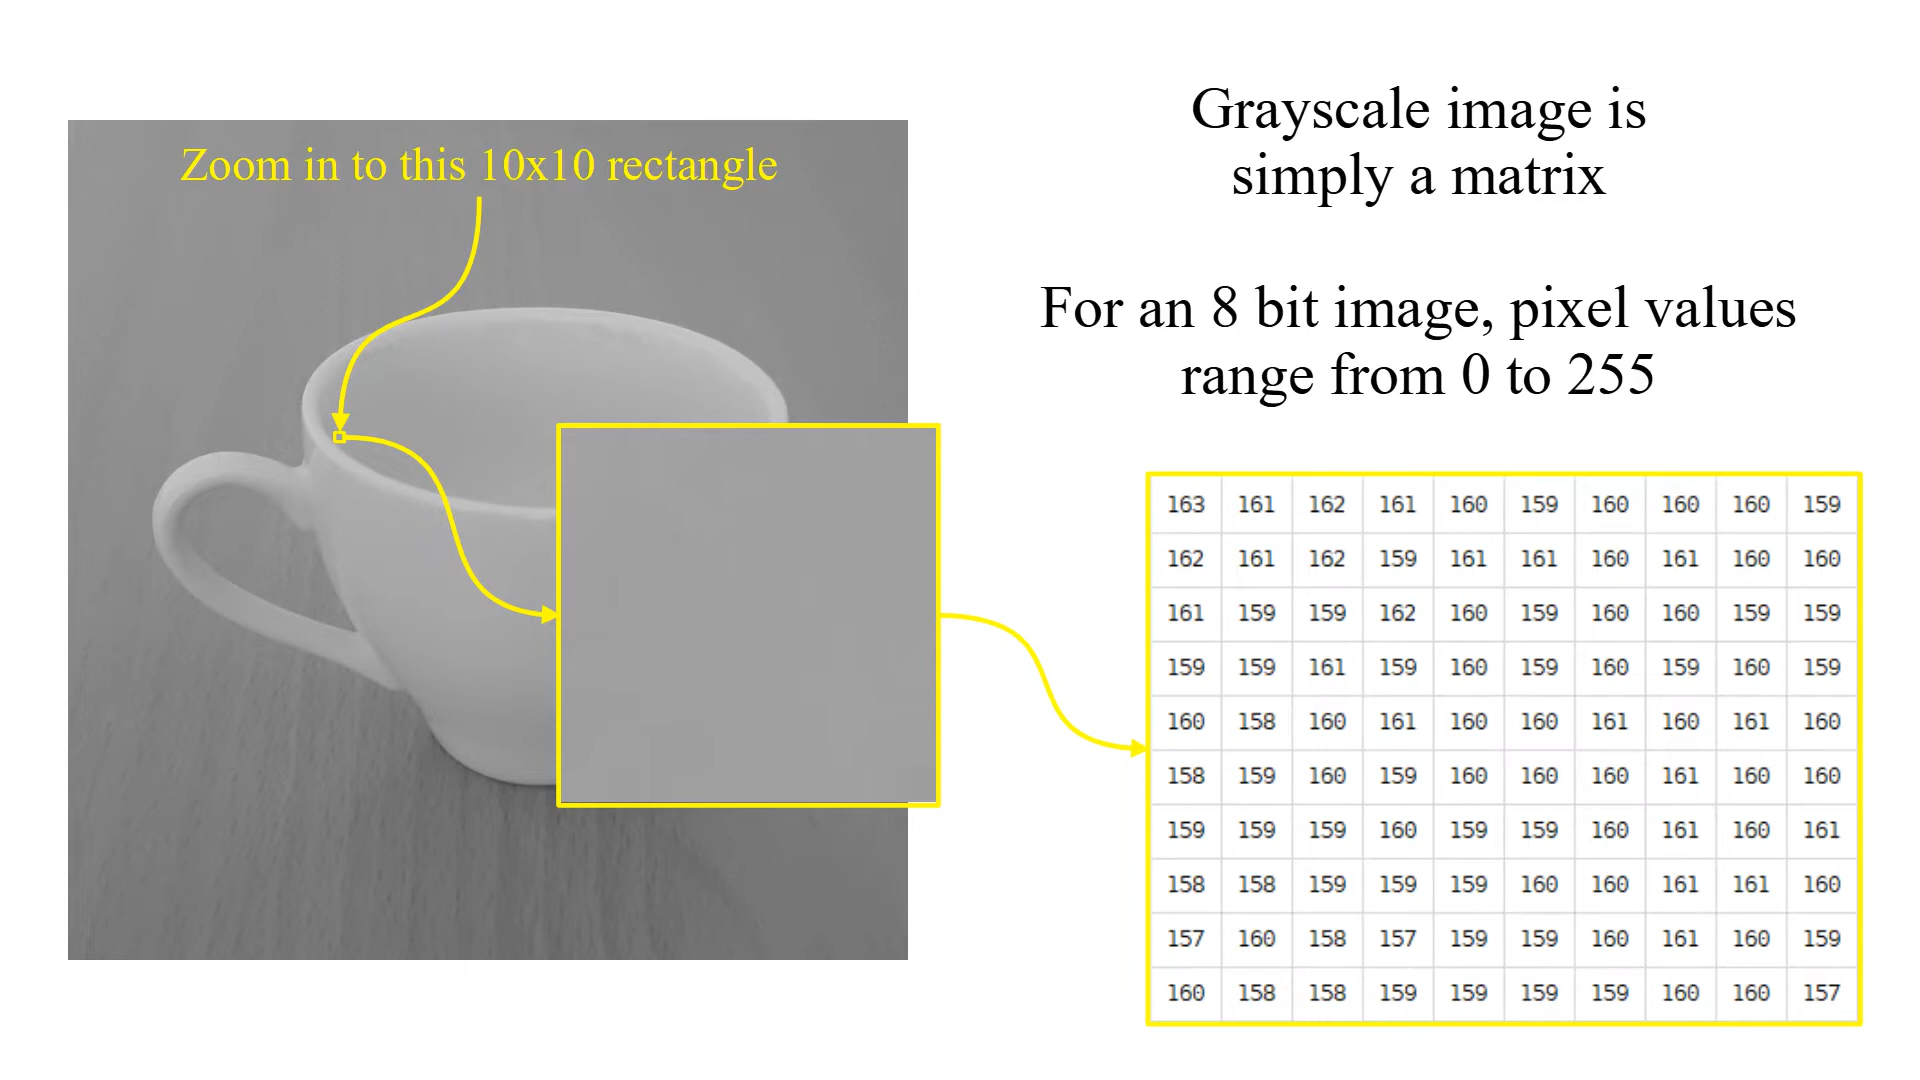 Zoom in to this 10x10 rectangle
Grayscale image is
simply a matrix
For an 8 bit image, pixel values
range from 0 to 255
163 161 162 161 160 159 160 160 160 159
162 161 162 159 161 161 160 161 160 160
161 159 159 162 160 159 160 160 159 159
159 159 161 159 160 159 160 159 160 159
160 158 160 161 160 160 161 160 161 160
158 159 160 159 160 160 160 161 160 160
159 159 159 160 159 159 160 161 160 161
158 158 159 159 159 160 160 161 161 160
157 160 158 157 159 159 160 161 160 159
160 158 158 159 159 159 159 160 160 157